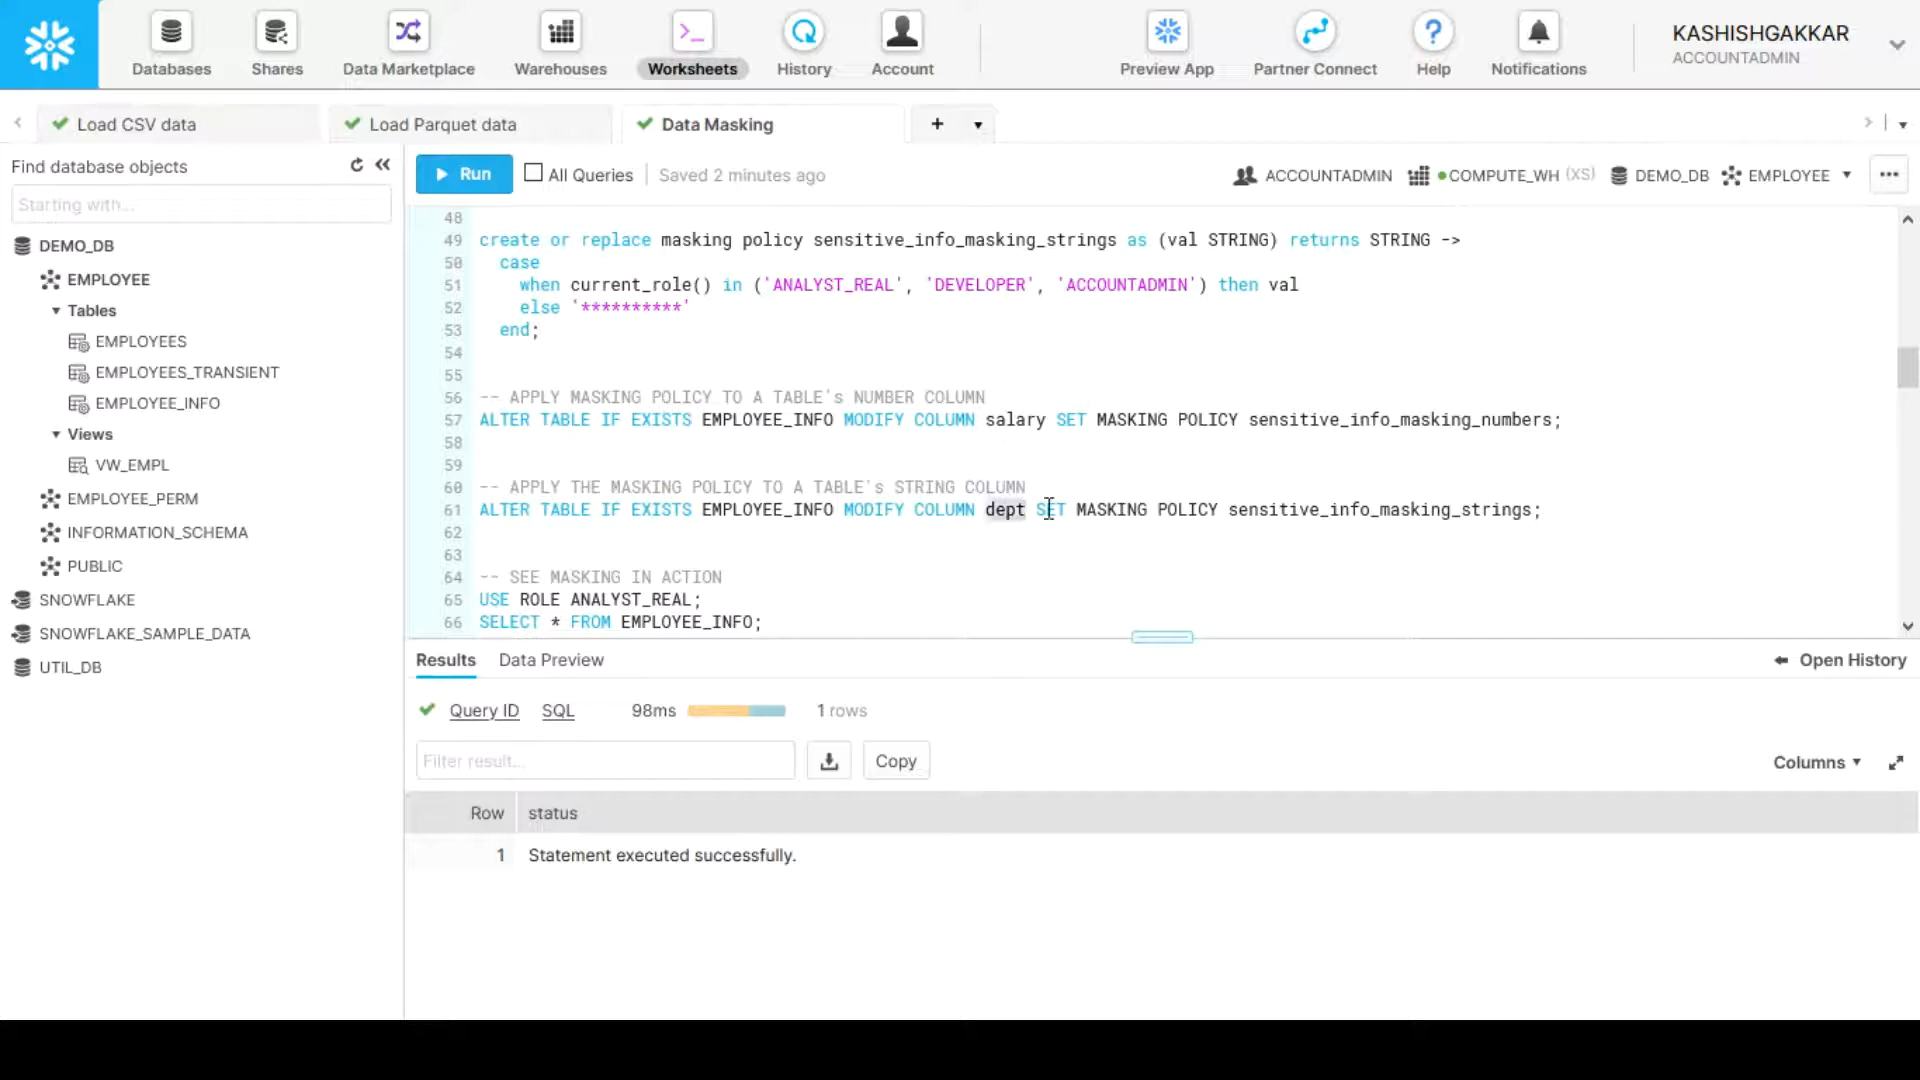 Databases
Shares
Data Marketplace
Warehouses
Worksheets
History
Account
Preview App
Partner Connect
Help
Notifications
KASHISHGAKKAR
ACCOUNTADMIN
Load CSV data
Load Parquet data
Data Masking
+
Find database objects
Starting with...
DEMO_DB
EMPLOYEE
Tables
EMPLOYEES
EMPLOYEES_TRANSIENT
EMPLOYEE_INFO
Views
VW_EMPL
EMPLOYEE_PERM
INFORMATION_SCHEMA
PUBLIC
SNOWFLAKE
SNOWFLAKE_SAMPLE_DATA
UTIL_DB
Run All Queries Saved 2 minutes ago ACCOUNTADMIN COMPUTE_WH (XS) DEMO_DB EMPLOYEE ...
48
49 create or replace masking policy sensitive_info_masking_strings as (val STRING) returns STRING ->
50 case
51 when current_role() in ('ANALYST_REAL', 'DEVELOPER', 'ACCOUNTADMIN') then val
52 else '**********'
53 end;
54
55
56 -- APPLY MASKING POLICY TO A TABLE's NUMBER COLUMN
57 ALTER TABLE IF EXISTS EMPLOYEE_INFO MODIFY COLUMN salary SET MASKING POLICY sensitive_info_masking_numbers;
58
59
60 -- APPLY THE MASKING POLICY TO A TABLE's STRING COLUMN
61 ALTER TABLE IF EXISTS EMPLOYEE_INFO MODIFY COLUMN dept SET MASKING POLICY sensitive_info_masking_strings;
62
63
64 -- SEE MASKING IN ACTION
65 USE ROLE ANALYST_REAL;
66 SELECT * FROM EMPLOYEE_INFO;
Results Data Preview Open History
Query ID SQL 98ms 1 rows
Filter result... Copy Columns
Row status
1 Statement executed successfully.